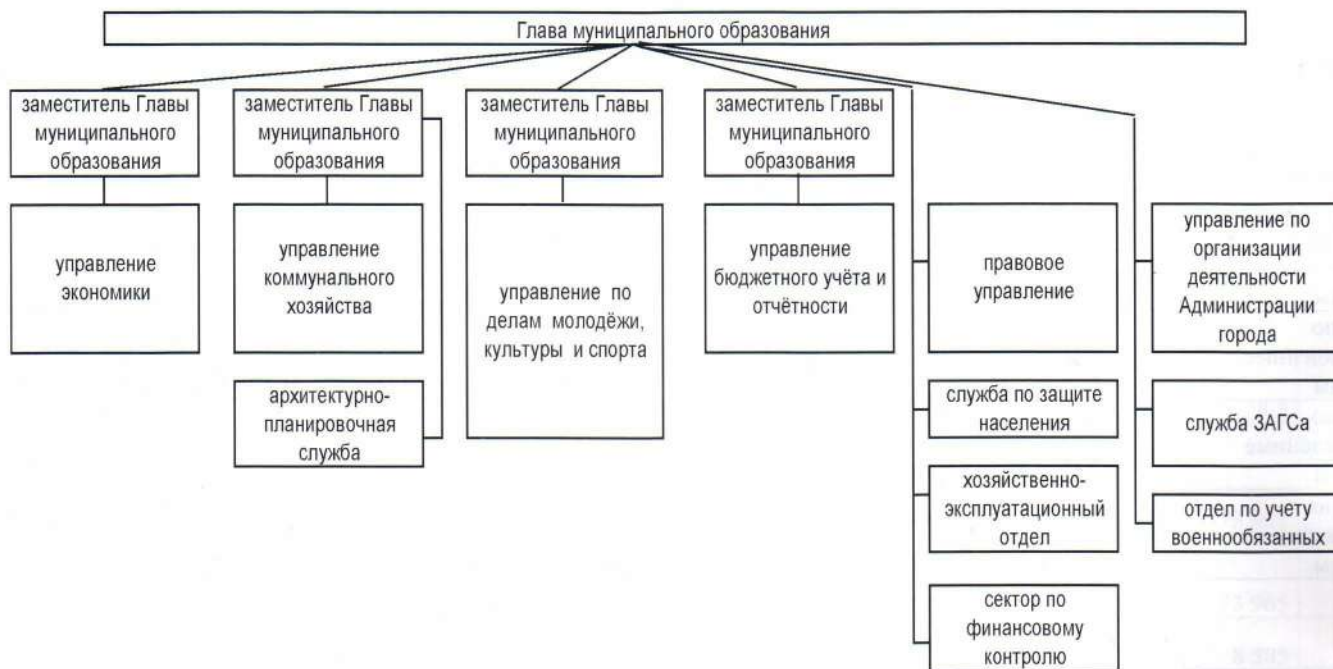 Глава муниципального образования
заместитель Главы
муниципального
образования
заместитель Главы
муниципального
образования
заместитель Главы
муниципального
образования
заместитель Главы
муниципального
образования
управление
экономики
управление
коммунального
хозяйства
управление по
делам молодёжи,
культуры и спорта
управление
бюджетного учёта и
отчётности
правовое
управление
управление по
организации
деятельности
Администрации
города
архитектурно-
планировочная
служба
служба по защите
населения
служба ЗАГСа
хозяйственно-
эксплуатационный
отдел
отдел по учету
военнообязанных
сектор по
финансовому
контролю